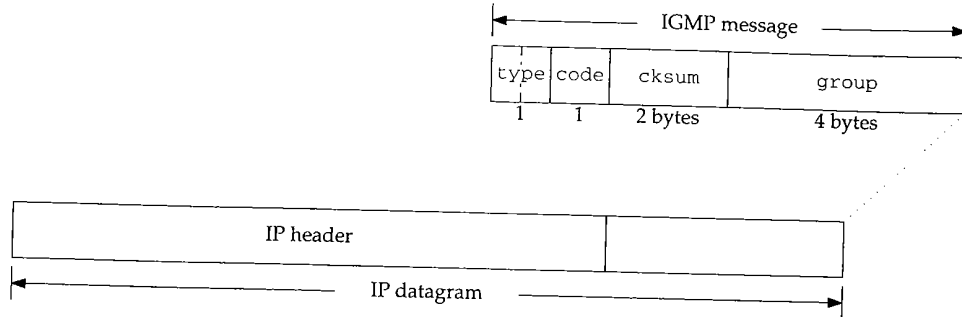 IGMP message
type code cksum group
1 1 2 bytes 4 bytes
IP header
IP datagram